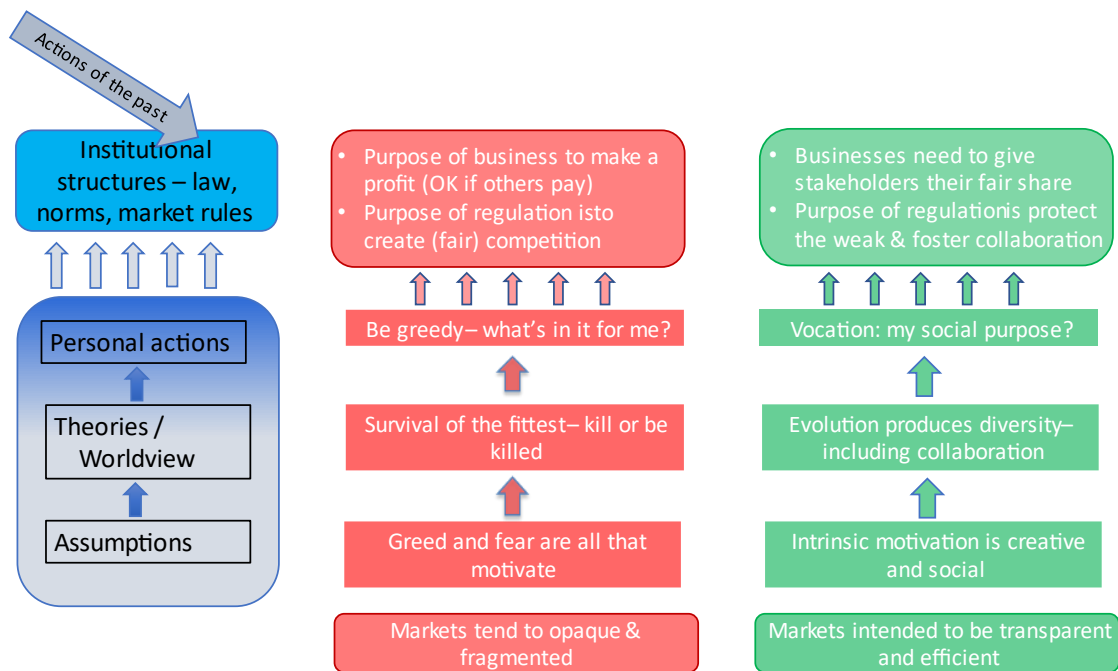 Actions of the past
Institutional
structures – law,
norms, market rules
Personal actions
Theories /
Worldview
Assumptions
• Purpose of business to make a
profit (OK if others pay)
• Purpose of regulation isto
create (fair) competition
Be greedy– what's in it for me?
Survival of the fittest– kill or be
killed
Greed and fear are all that
motivate
Markets tend to opaque &
fragmented
• Businesses need to give
stakeholders their fair share
• Purpose of regulationis protect
the weak & foster collaboration
Vocation: my social purpose?
Evolution produces diversity–
including collaboration
Intrinsic motivation is creative
and social
Markets intended to be transparent
and efficient